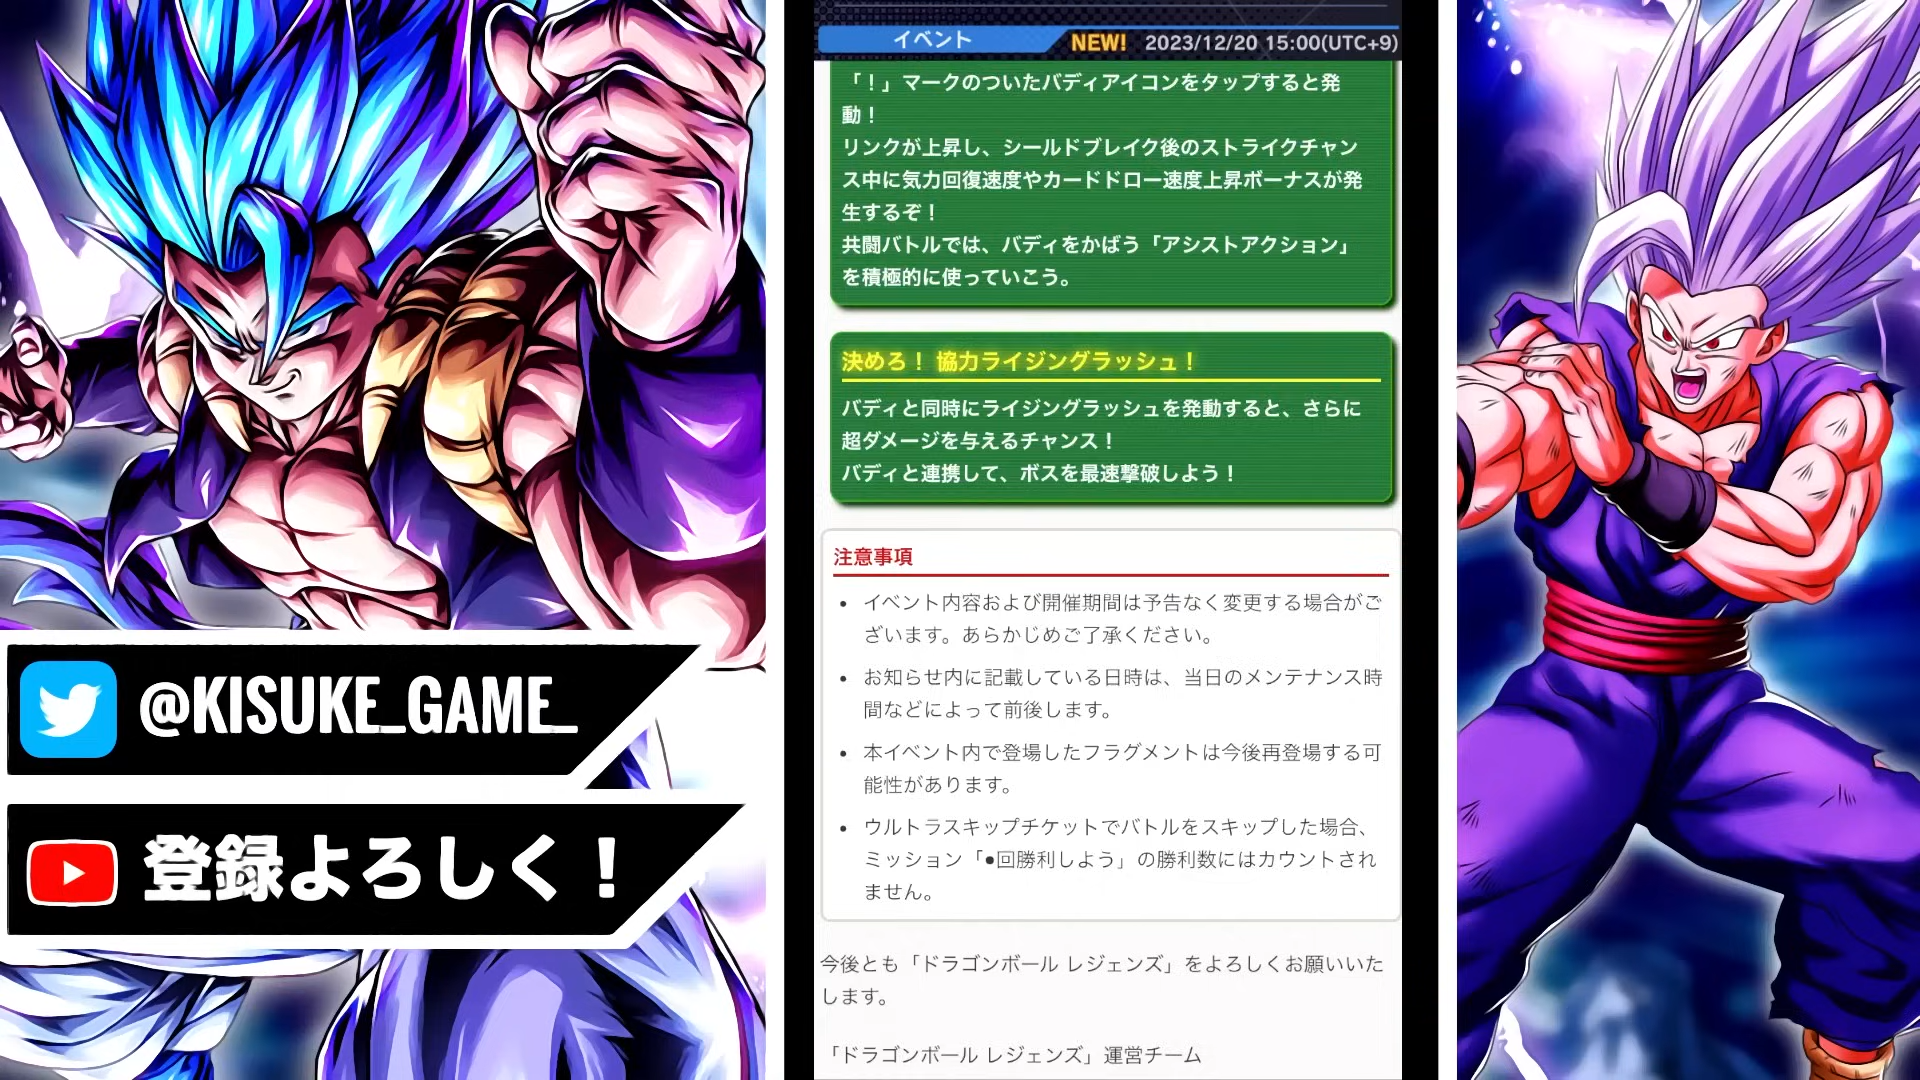 イベント
NEW! 2023/12/20 15:00(UTC+9)
「！」マークのついたバディアイコンをタップすると発
動！
リンクが上昇し、シールドブレイク後のストライクチャン
ス中に気力回復速度やカードドロー速度上昇ボーナスが発
生するぞ！
共闘バトルでは、バディをかばう「アシストアクション」
を積極的に使っていこう。
決めろ！ 協力ライジングラッシュ！
バディと同時にライジングラッシュを発動すると、さらに
超ダメージを与えるチャンス！
バディと連携して、ボスを最速撃破しよう！
注意事項
• イベント内容および開催期間は予告なく変更する場合がご
ざいます。あらかじめご了承ください。
• お知らせ内に記載している日時は、当日のメンテナンス時
間などによって前後します。
• 本イベント内で登場したフラグメントは今後再登場する可
能性があります。
• ウルトラスキップチケットでバトルをスキップした場合、
ミッション「●回勝利しよう」の勝利数にはカウントされ
ません。
今後とも「ドラゴンボール レジェンズ」をよろしくお願いいた
します。
「ドラゴンボール レジェンズ」運営チーム
@KISUKE_GAME_
登録よろしく！